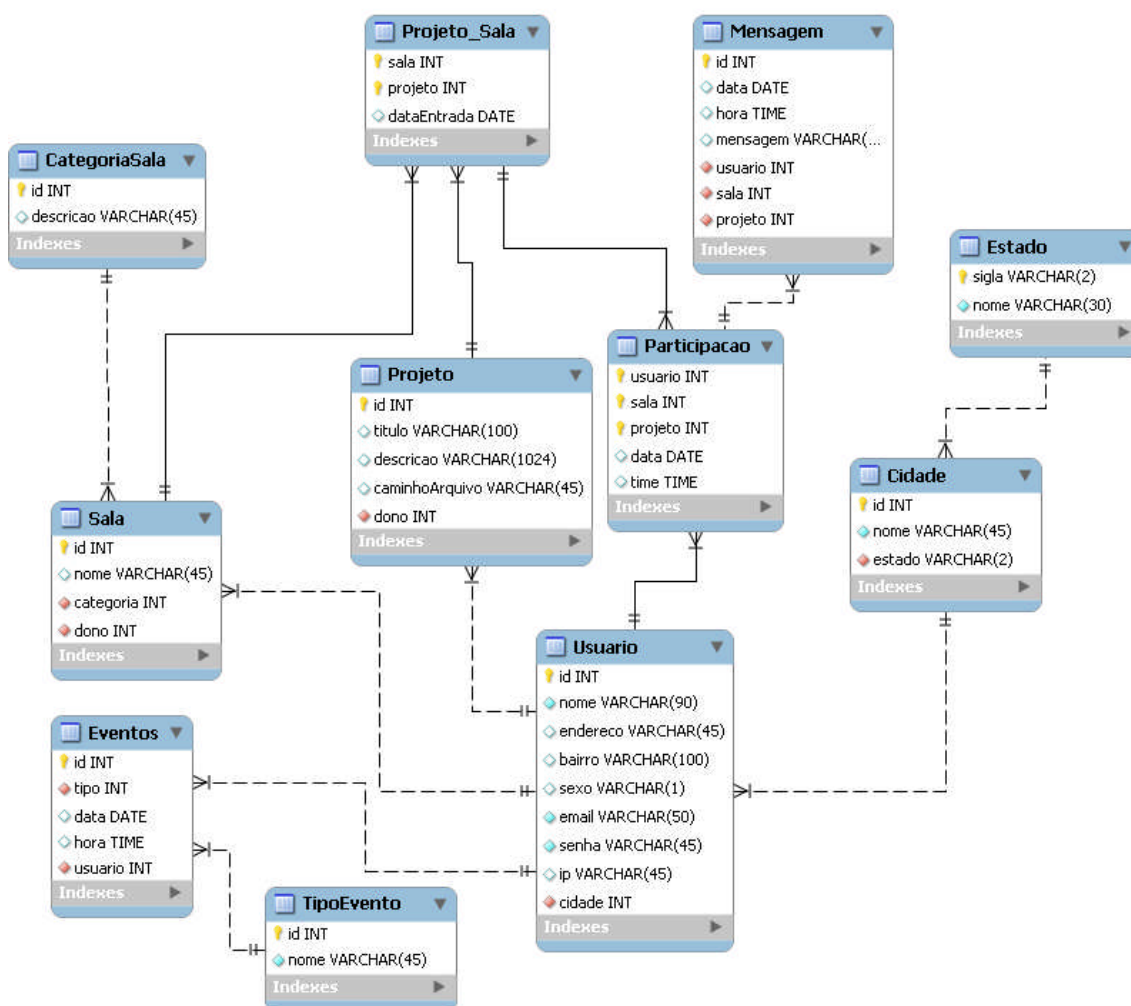 Projeto_Sala
sala INT
projeto INT
dataEntrada DATE
Indexes
Mensagem
id INT
data DATE
hora TIME
mensagem VARCHAR(...
usuario INT
sala INT
projeto INT
Indexes
CategoriaSala
id INT
descricao VARCHAR(45)
Indexes
Estado
sigla VARCHAR(2)
nome VARCHAR(30)
Indexes
Projeto
id INT
titulo VARCHAR(100)
descricao VARCHAR(1024)
caminhoArquivo VARCHAR(45)
dono INT
Indexes
Participacao
usuario INT
sala INT
projeto INT
data DATE
time TIME
Indexes
Cidade
id INT
nome VARCHAR(45)
estado VARCHAR(2)
Indexes
Sala
id INT
nome VARCHAR(45)
categoria INT
dono INT
Indexes
Usuario
id INT
nome VARCHAR(90)
endereco VARCHAR(45)
bairro VARCHAR(100)
sexo VARCHAR(1)
email VARCHAR(50)
senha VARCHAR(45)
ip VARCHAR(45)
cidade INT
Indexes
Eventos
id INT
tipo INT
data DATE
hora TIME
usuario INT
Indexes
TipoEvento
id INT
nome VARCHAR(45)
Indexes